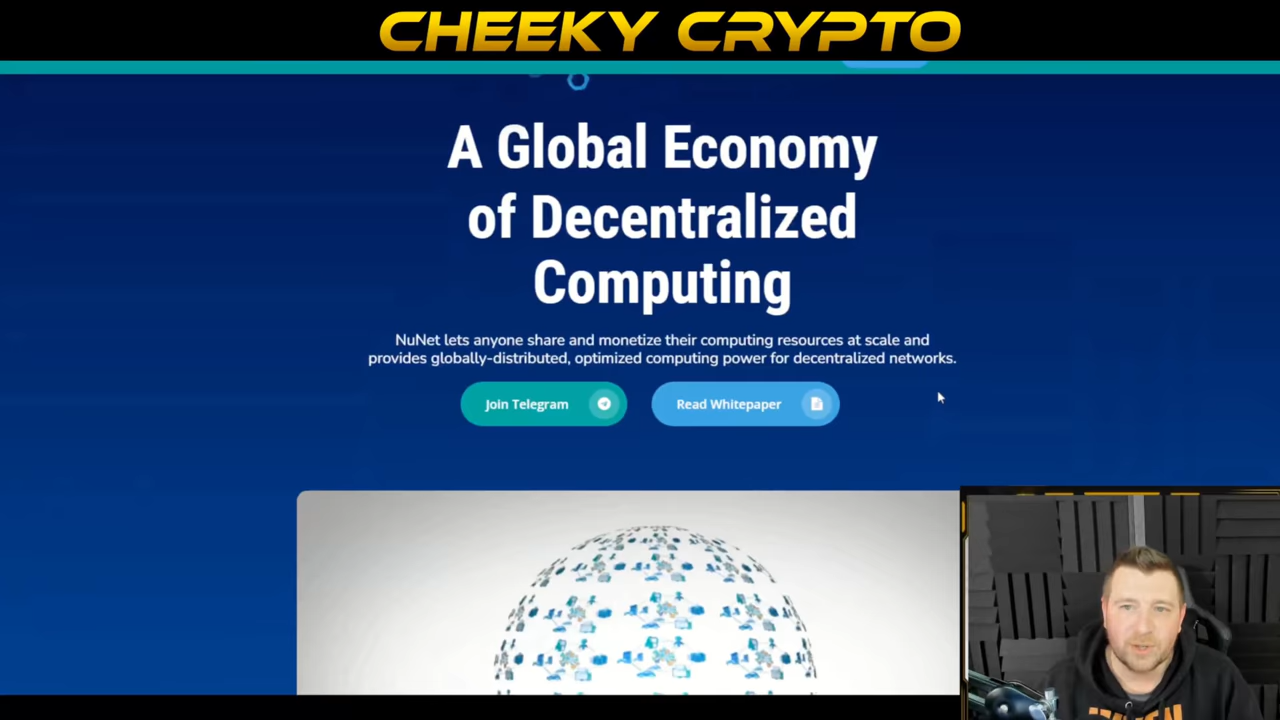 CHEEKY CRYPTO
A Global Economy
of Decentralized
Computing
NuNet lets anyone share and monetize their computing resources at scale and
provides globally-distributed, optimized computing power for decentralized networks.
Join Telegram
Read Whitepaper